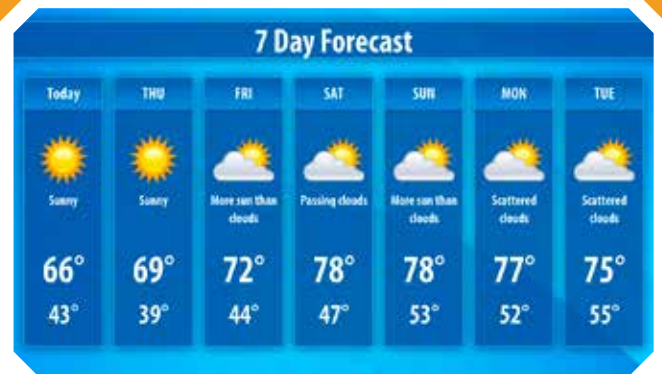 7 Day Forecast
Today
THU
FRI
SAT
SUN
MON
TUE
Sunny
Sunny
More sun than
clouds
Passing clouds
More sun than
clouds
Scattered
clouds
Scattered
clouds
66°
69°
72°
78°
78°
77°
75°
43°
39°
44°
47°
53°
52°
55°